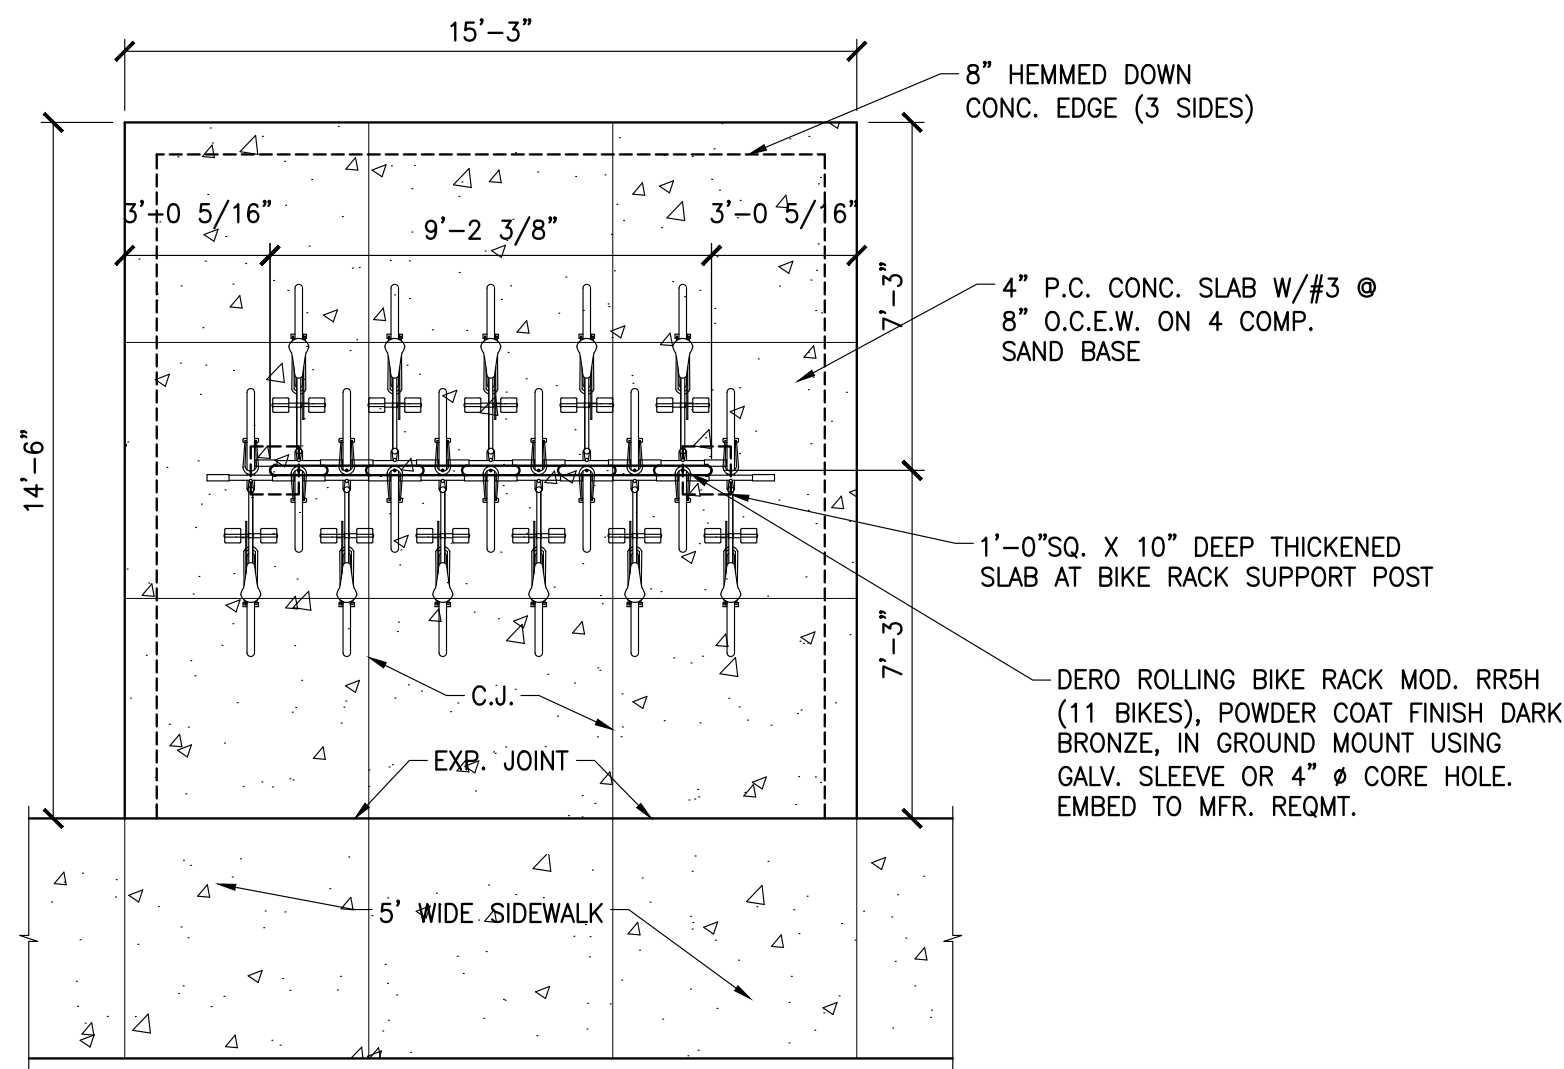 15'-3"
8" HEMMED DOWN
CONC. EDGE (3 SIDES)
3'-0 5/16"
9'-2 3/8"
3'-0 5/16"
7'-3"
4" P.C. CONC. SLAB W/#3 @
8" O.C.E.W. ON 4 COMP.
SAND BASE
14'-6"
1'-0"SQ. X 10" DEEP THICKENED
SLAB AT BIKE RACK SUPPORT POST
7'-3"
DERO ROLLING BIKE RACK MOD. RR5H
(11 BIKES), POWDER COAT FINISH DARK
BRONZE, IN GROUND MOUNT USING
GALV. SLEEVE OR 4" ø CORE HOLE.
EMBED TO MFR. REQMT.
C.J.
EXP. JOINT
5' WIDE SIDEWALK